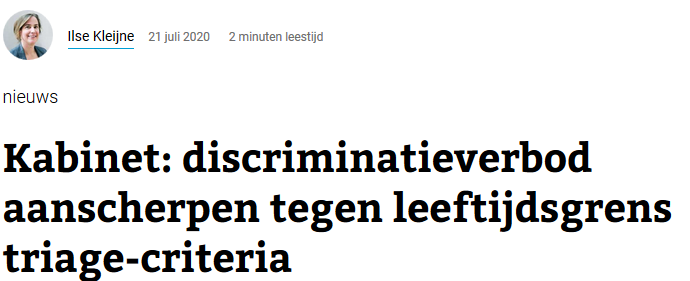 Ilse Kleijne 21 juli 2020 2 minuten leestijd
nieuws
Kabinet: discriminatieverbod
aanscherpen tegen leeftijdsgrens
triage-criteria